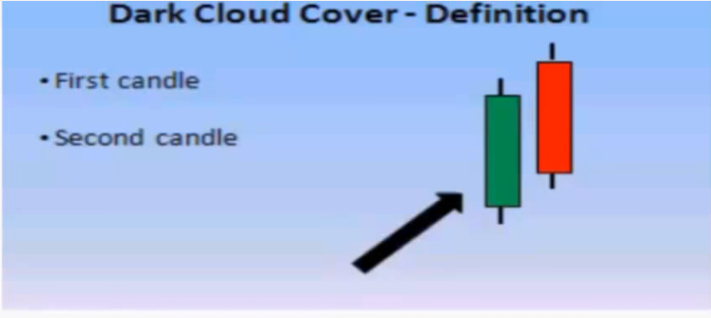 Dark Cloud Cover - Definition
• First candle
• Second candle